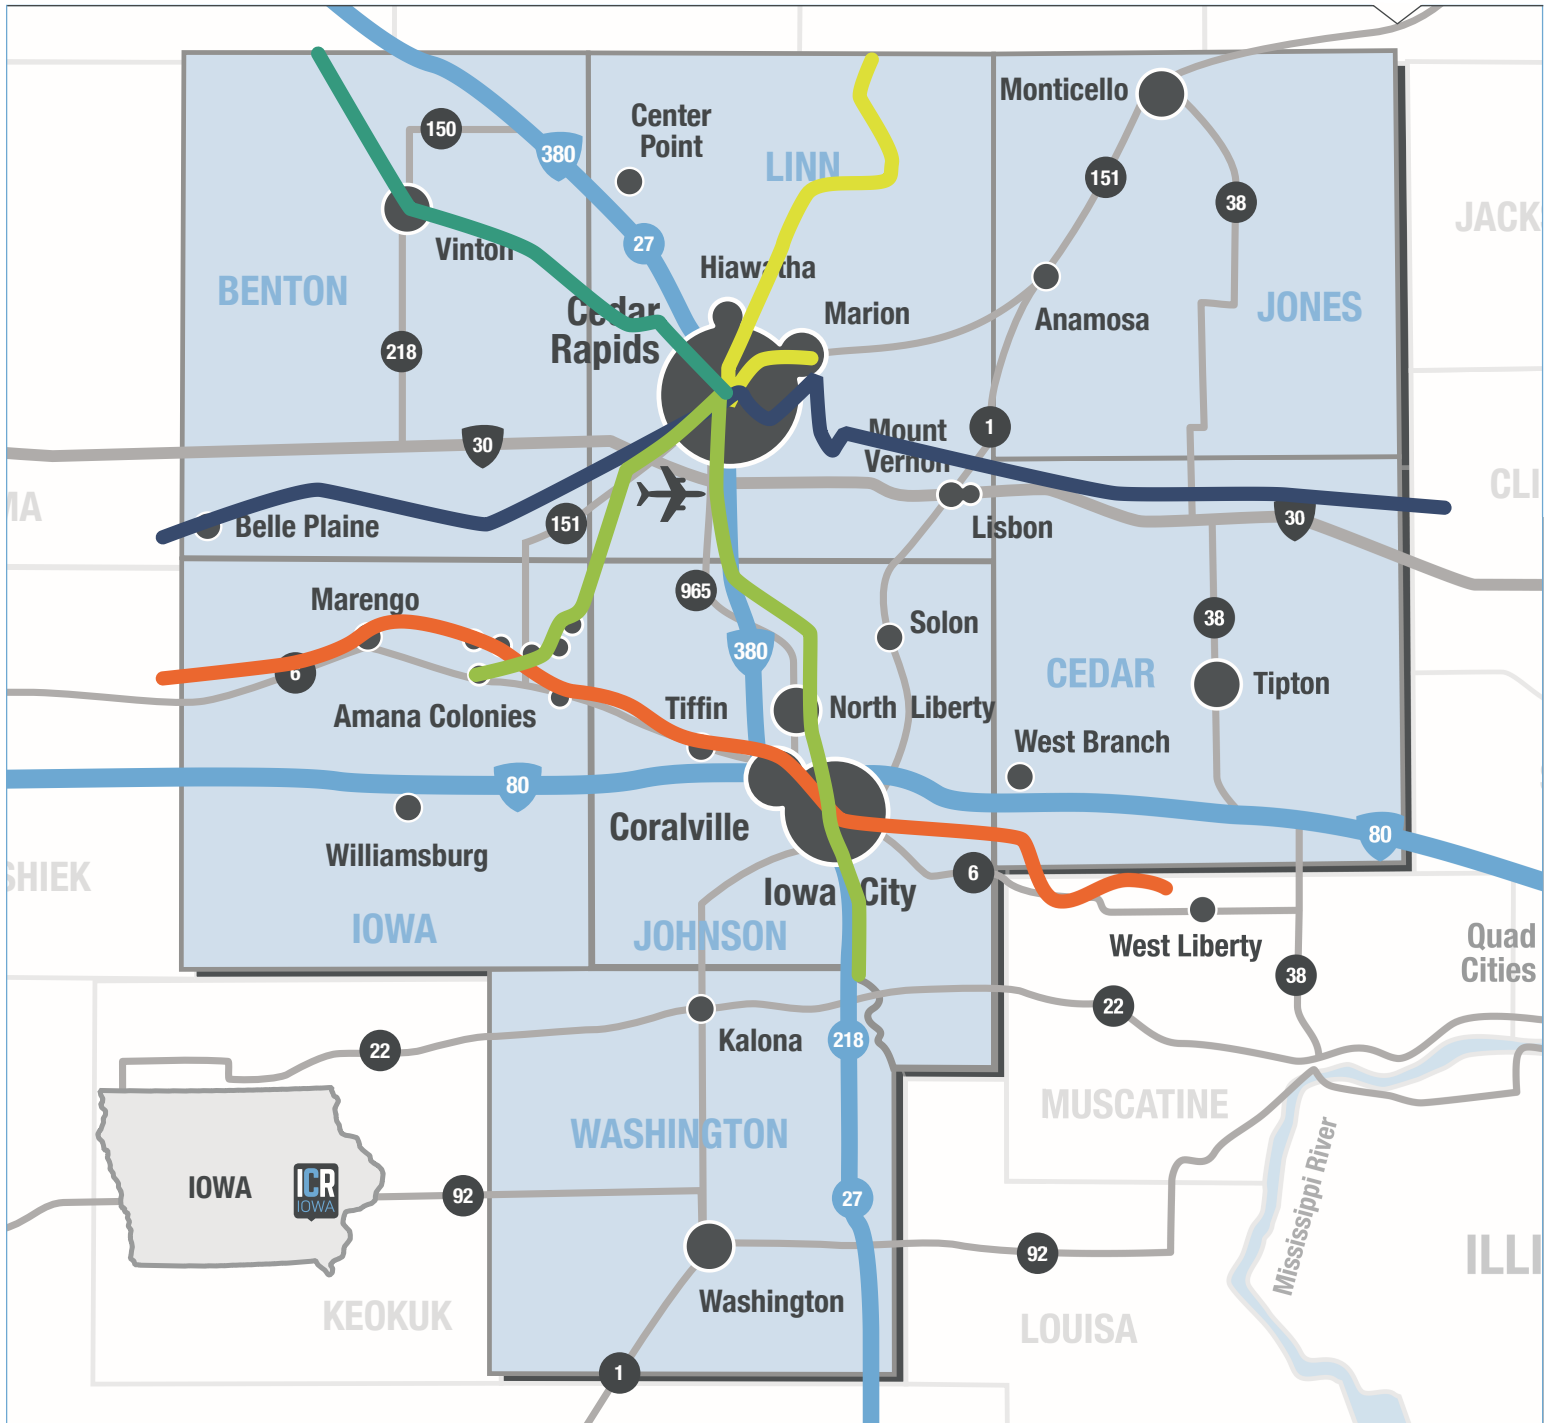 Monticello
Center
Point
150
380
LINN
151
38
JACK
27
Vinton
Hiawatha
BENTON
JONES
Cedar
Rapids
Marion
Anamosa
218
30
Mount
Vernon
1
MA
CLI
Belle Plaine
151
Lisbon
30
Marengo
965
Solon
38
6
380
CEDAR
Tipton
Amana Colonies
Tiffin
North Liberty
West Branch
80
Coralville
80
Williamsburg
SHIEK
Iowa City
6
IOWA
JOHNSON
West Liberty
Quad
Cities
38
22
Kalona
218
22
MUSCATINE
WASHINGTON
Mississippi River
IOWA
ICR
IOWA
92
27
92
ILLI
Washington
KEOKUK
LOUISA
1